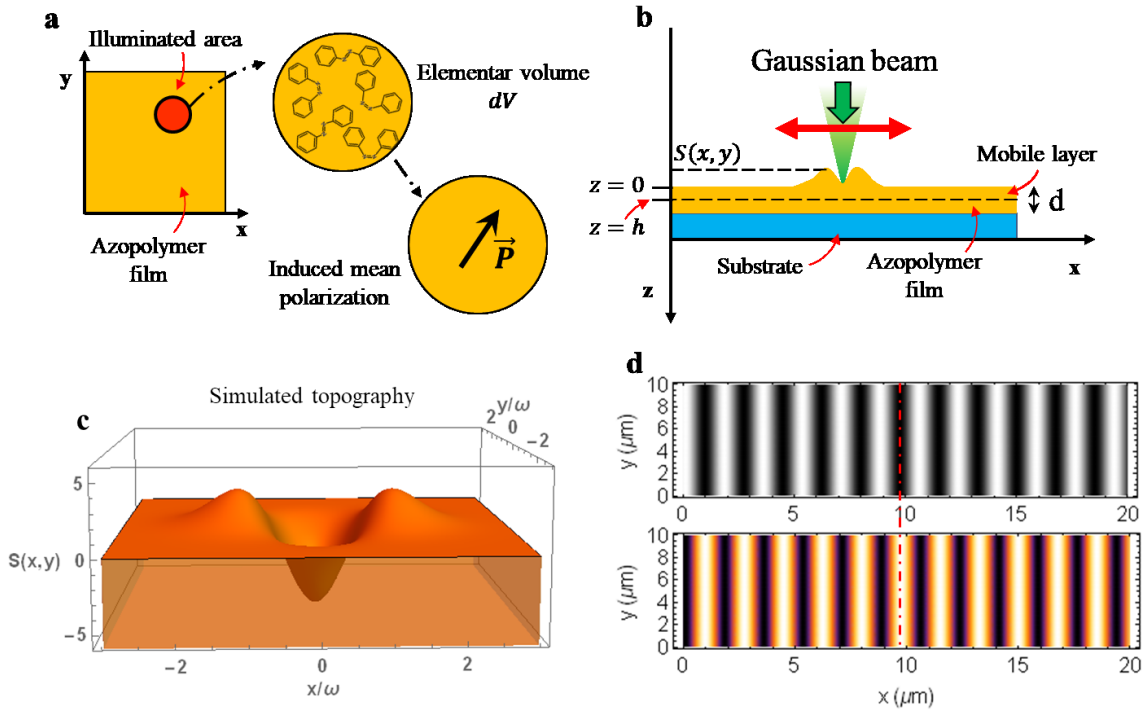 a
Illuminated area
y
Elementar volume
dV
x
Azopolymer
film
Induced mean
polarization
P
b
Gaussian beam
S(x, y)
z = 0
z = h
Mobile layer
d
Substrate
Azopolymer
film
x
z
Simulated topography
c
y/ω
2 0 -2
5
S(x,y) 0
-5
-2 0 2
x/ω
d
y (μm)
10
8
6
4
2
0
0 5 10 15 20
y (μm)
10
8
6
4
2
0
0 5 10 15 20
x (μm)